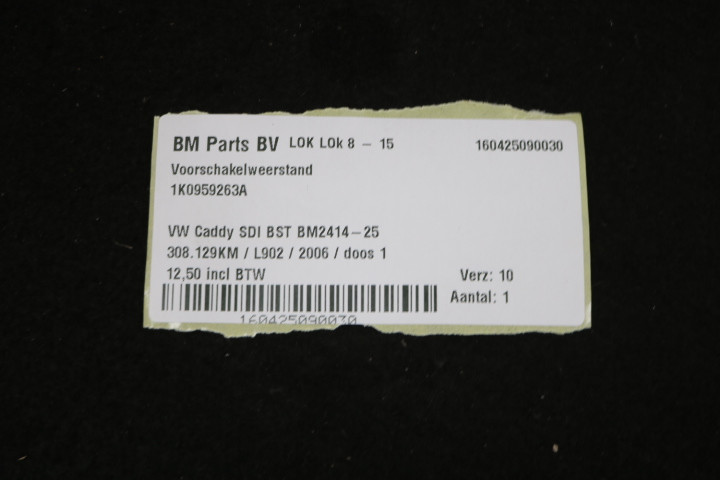 BM Parts BV LOK LOk 8 - 15 160425090030
Voorschakelweerstand
1K0959263A
VW Caddy SDI BST BM2414-25
308.129KM / L902 / 2006 / doos 1
12,50 incl BTW Verz: 10
Aantal: 1
160425090030